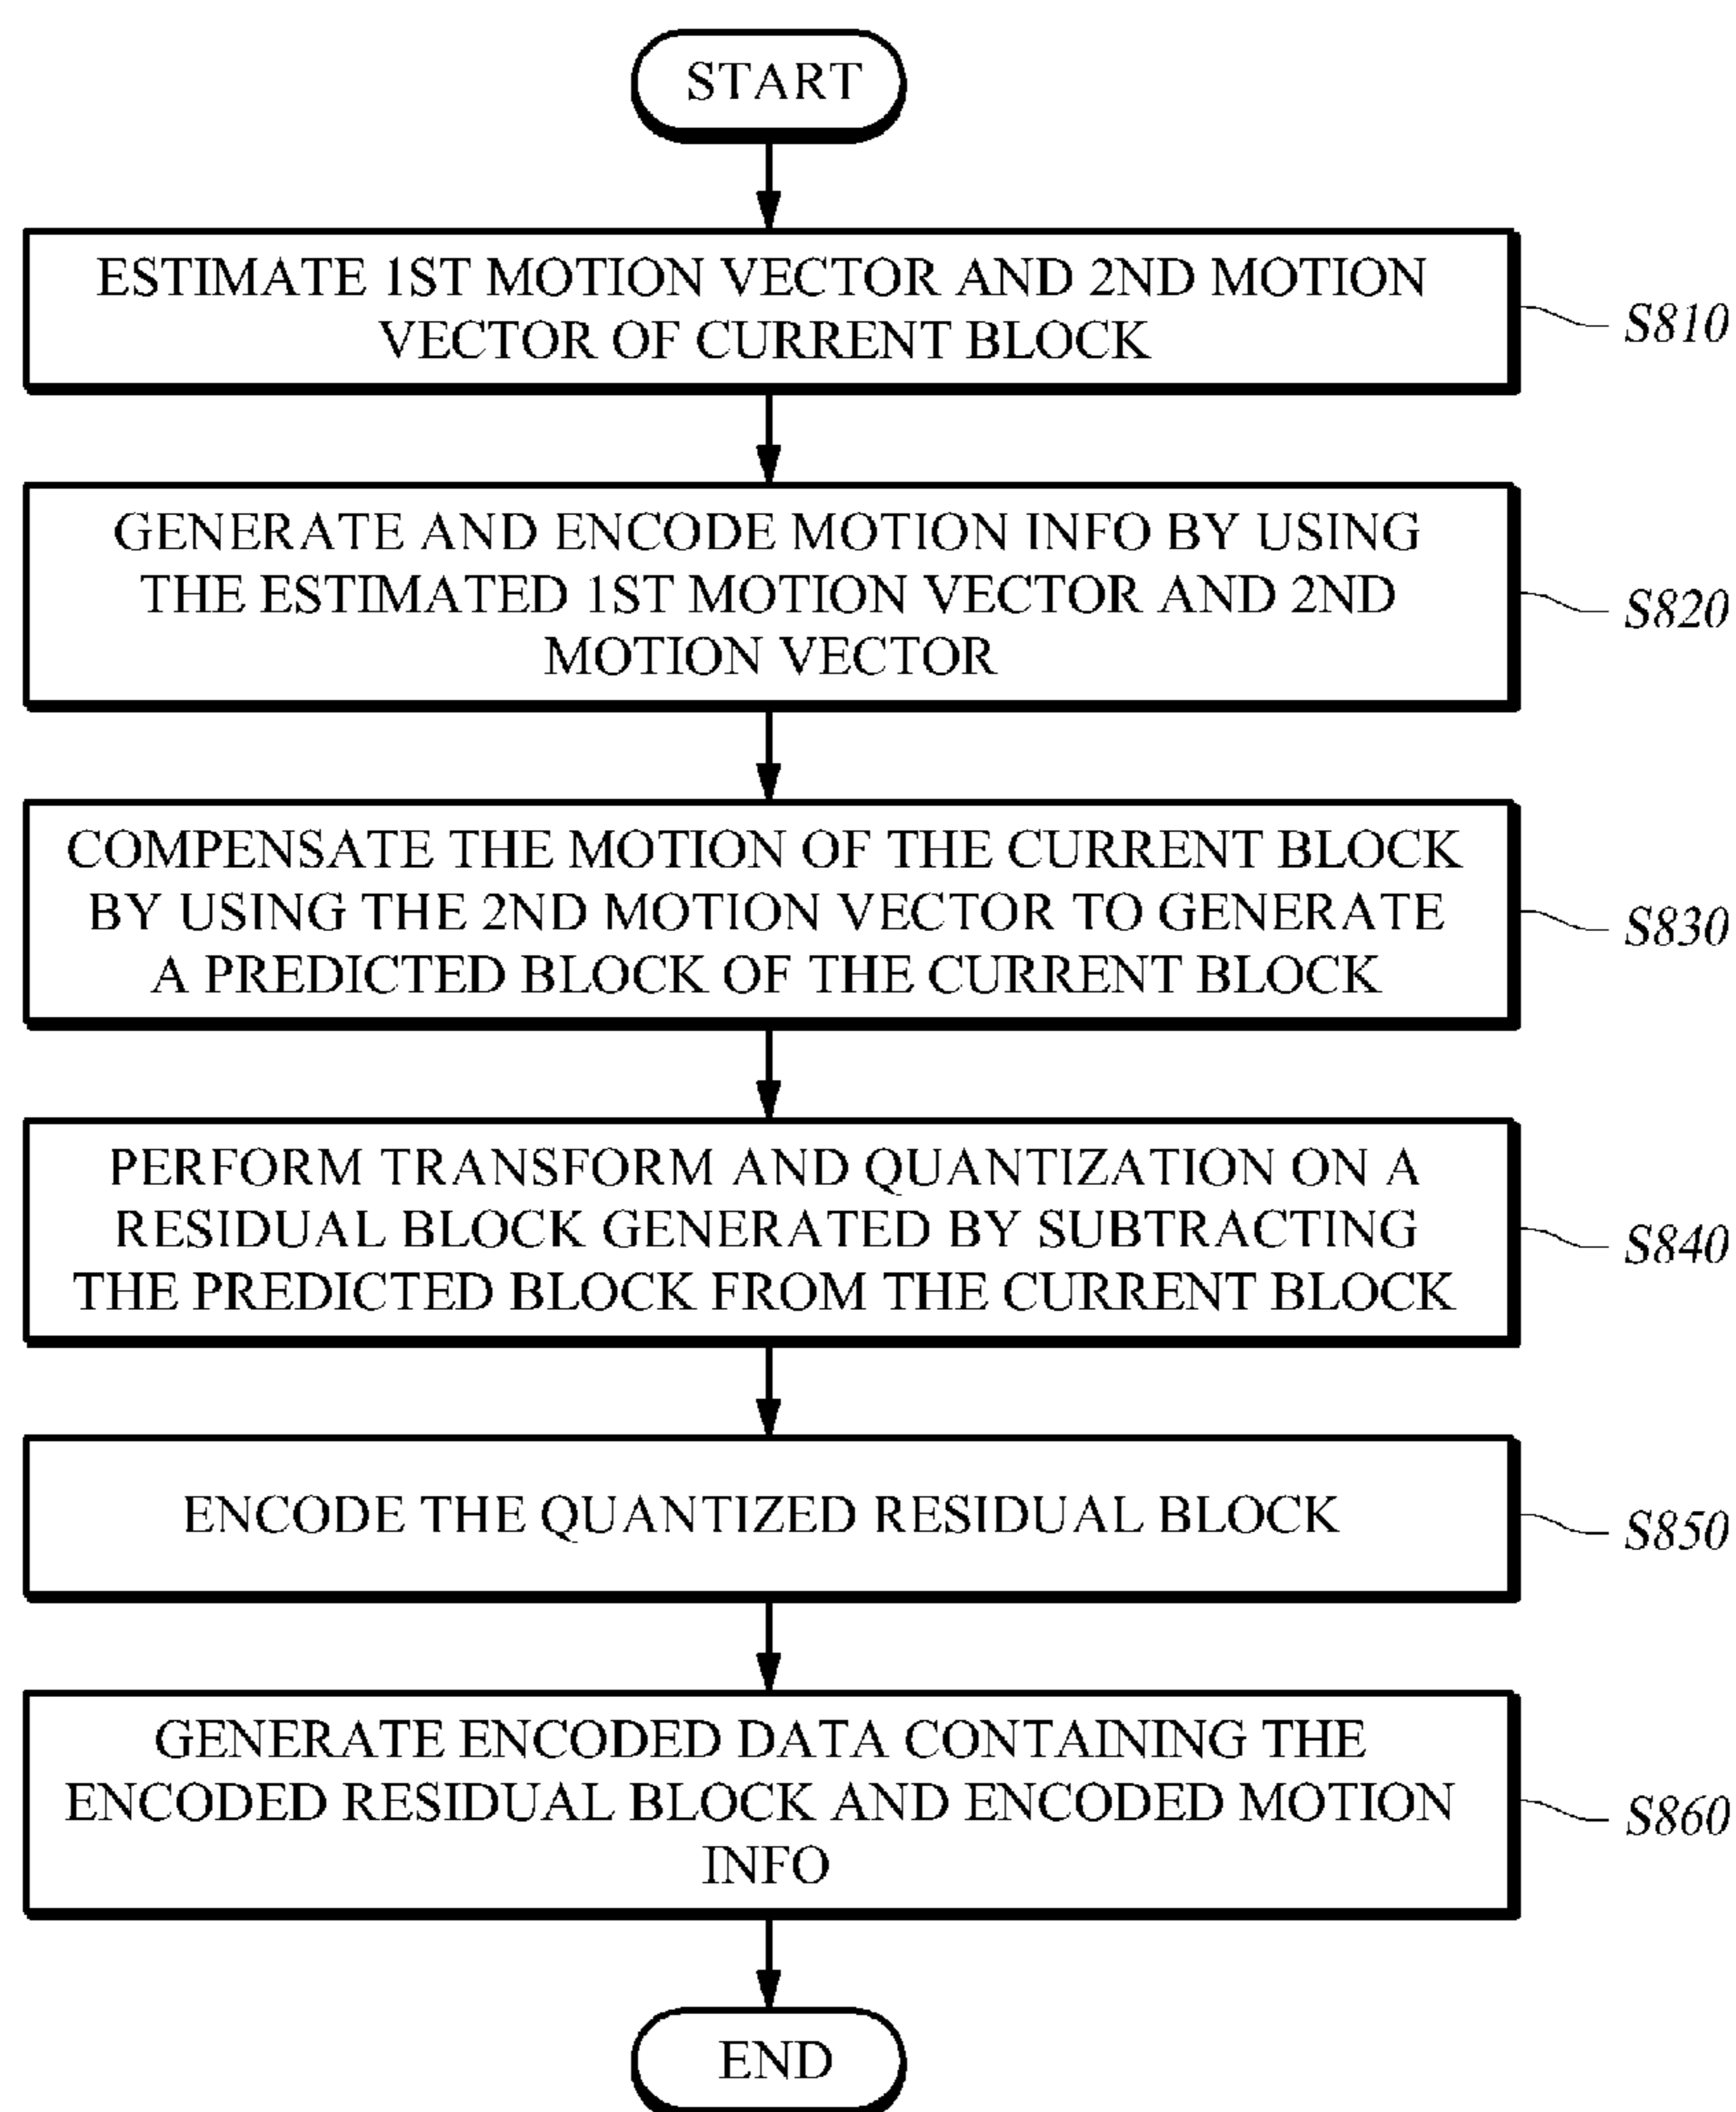 START
ESTIMATE 1ST MOTION VECTOR AND 2ND MOTION
VECTOR OF CURRENT BLOCK
S810
GENERATE AND ENCODE MOTION INFO BY USING
THE ESTIMATED 1ST MOTION VECTOR AND 2ND
MOTION VECTOR
S820
COMPENSATE THE MOTION OF THE CURRENT BLOCK
BY USING THE 2ND MOTION VECTOR TO GENERATE
A PREDICTED BLOCK OF THE CURRENT BLOCK
S830
PERFORM TRANSFORM AND QUANTIZATION ON A
RESIDUAL BLOCK GENERATED BY SUBTRACTING
THE PREDICTED BLOCK FROM THE CURRENT BLOCK
S840
ENCODE THE QUANTIZED RESIDUAL BLOCK
S850
GENERATE ENCODED DATA CONTAINING THE
ENCODED RESIDUAL BLOCK AND ENCODED MOTION
INFO
S860
END